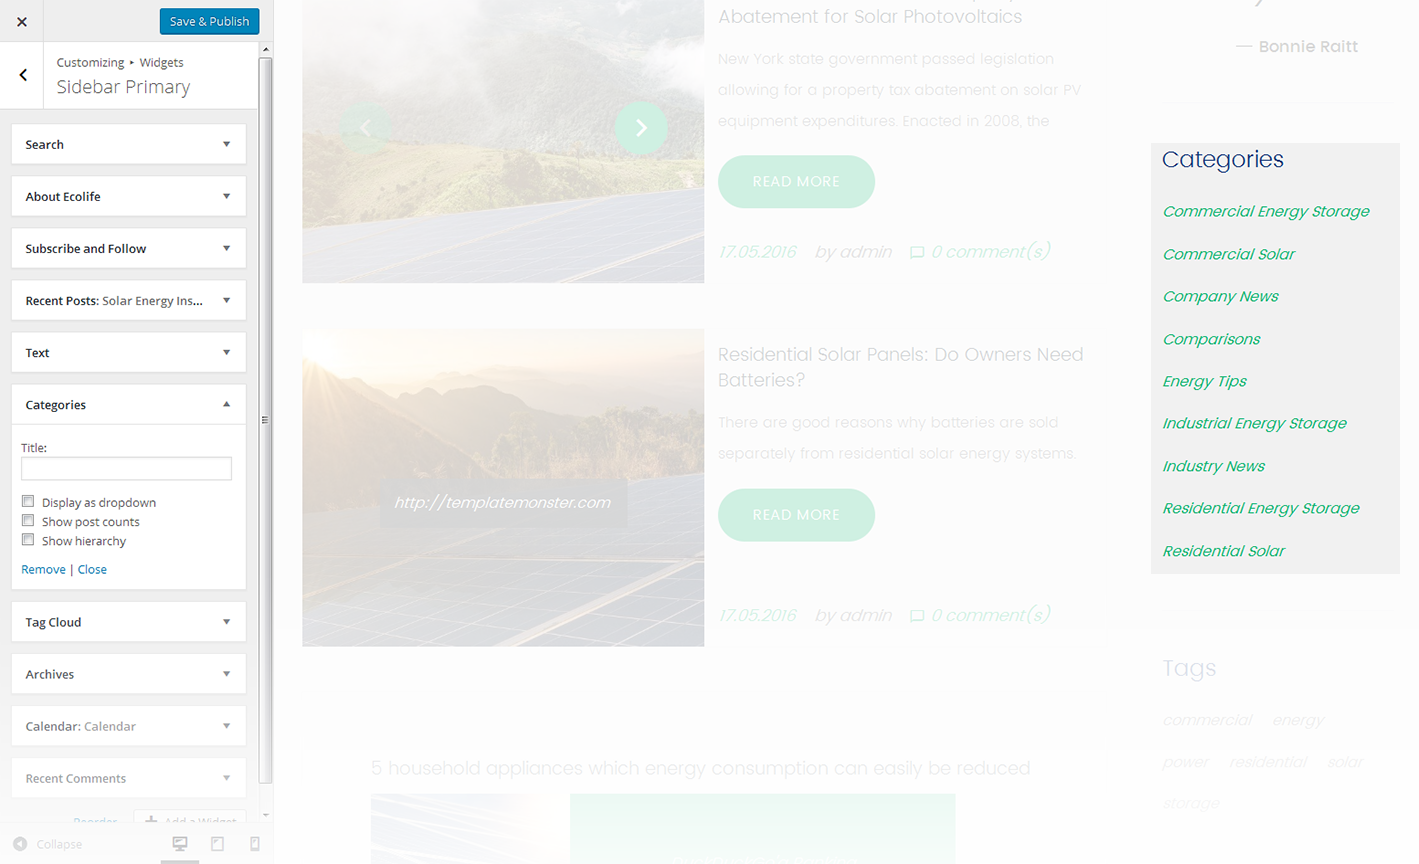 Save & Publish
Customizing ▸ Widgets
Sidebar Primary
Search
About Ecolife
Subscribe and Follow
Recent Posts: Solar Energy Ins...
Text
Categories
Title:
Display as dropdown
Show post counts
Show hierarchy
Remove | Close
Tag Cloud
Archives
Calendar: Calendar
Recent Comments
Reorder
Add a Widget
Collapse
Abatement for Solar Photovoltaics
New York state government passed legislation
allowing for a property tax abatement on solar PV
equipment expenditures. Enacted in 2008, the
READ MORE
17.05.2016 by admin 0 comment(s)
http://templatemonster.com
Residential Solar Panels: Do Owners Need
Batteries?
There are good reasons why batteries are sold
separately from residential solar energy systems.
READ MORE
17.05.2016 by admin 0 comment(s)
5 household appliances which energy consumption can easily be reduced
— Bonnie Raitt
Categories
Commercial Energy Storage
Commercial Solar
Company News
Comparisons
Energy Tips
Industrial Energy Storage
Industry News
Residential Energy Storage
Residential Solar
Tags
commercial energy
power residential solar
storage